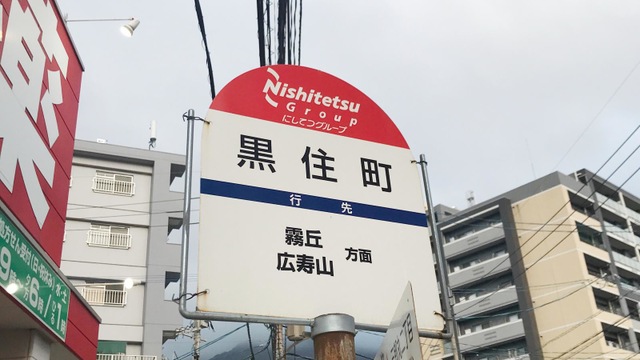 Nishitetsu
Group
にしてつグループ
黒住町
行先
霧丘
広寿山
方面
薬